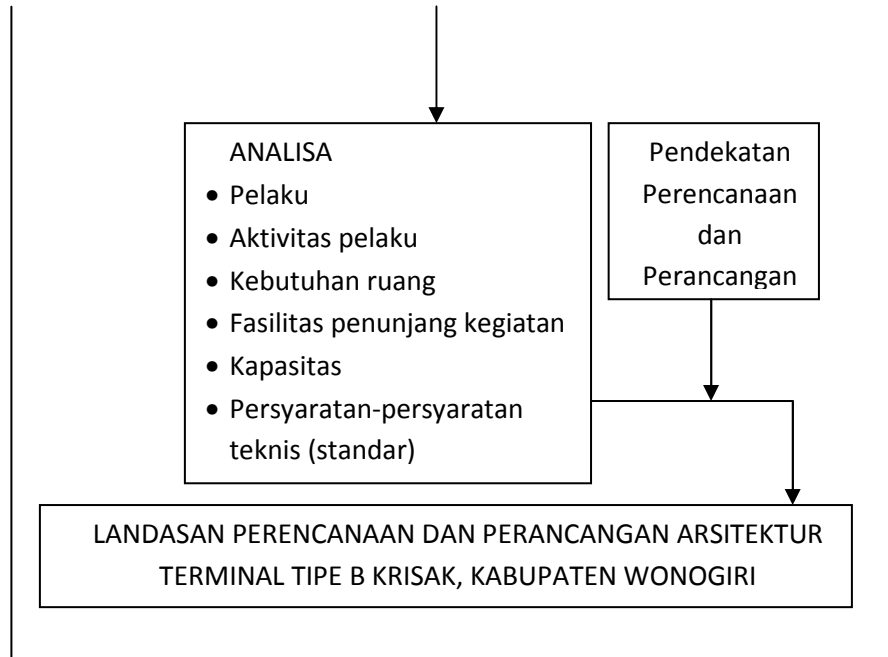 ANALISA
• Pelaku
• Aktivitas pelaku
• Kebutuhan ruang
• Fasilitas penunjang kegiatan
• Kapasitas
• Persyaratan-persyaratan
teknis (standar)
Pendekatan
Perencanaan
dan
Perancangan
LANDASAN PERENCANAAN DAN PERANCANGAN ARSITEKTUR
TERMINAL TIPE B KRISAK, KABUPATEN WONOGIRI